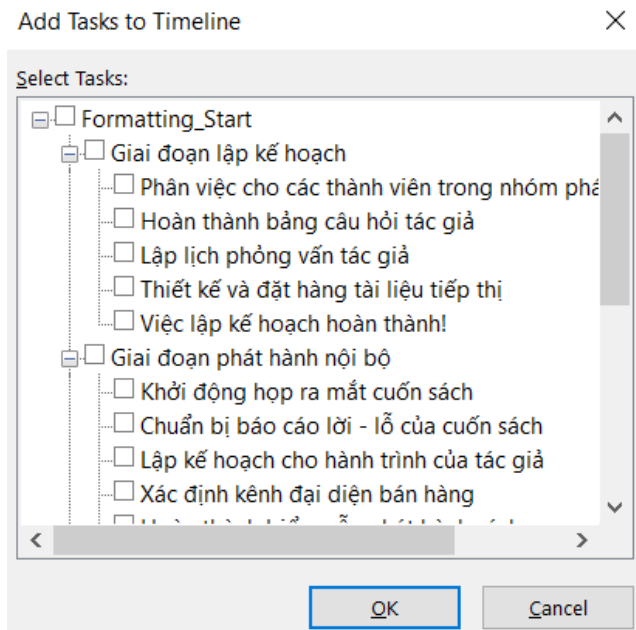 Add Tasks to Timeline
Select Tasks:
Formatting_Start
Giai đoạn lập kế hoạch
Phân việc cho các thành viên trong nhóm phá
Hoàn thành bảng câu hỏi tác giả
Lập lịch phỏng vấn tác giả
Thiết kế và đặt hàng tài liệu tiếp thị
Việc lập kế hoạch hoàn thành!
Giai đoạn phát hành nội bộ
Khởi động họp ra mắt cuốn sách
Chuẩn bị báo cáo lời - lỗ của cuốn sách
Lập kế hoạch cho hành trình của tác giả
Xác định kênh đại diện bán hàng
OK Cancel